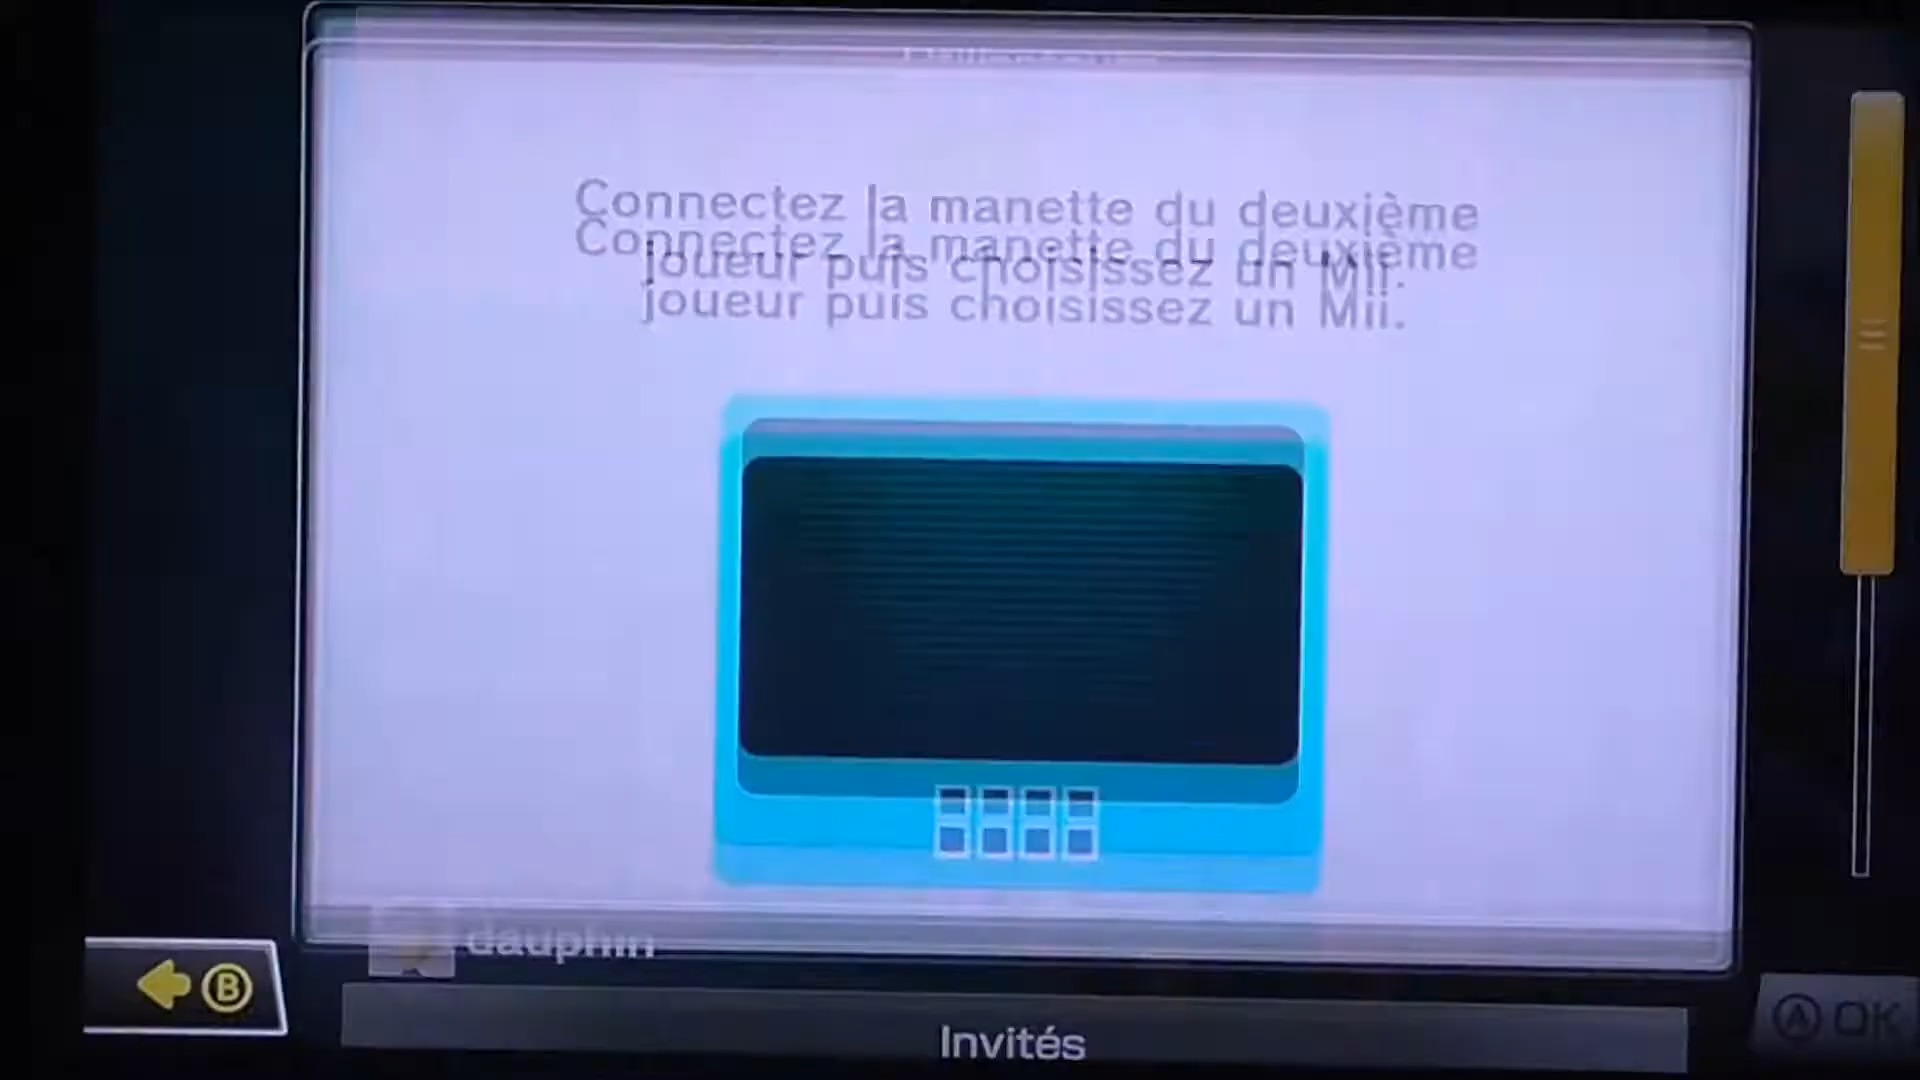 Connectez la manette du deuxième
joueur puis choisissez un Mii.
dauphin
B
Invités
A OK